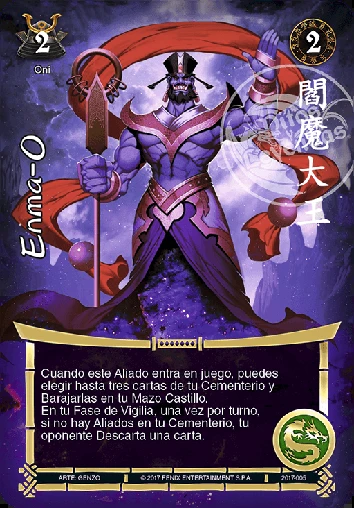 2
Oni
2
閻魔大王
Enma-O
Cuando este Aliado entra en juego, puedes
elegir hasta tres cartas de tu Cementerio y
Barajarlas en tu Mazo Castillo.
En tu Fase de Vigilia, una vez por turno,
si no hay Aliados en tu Cementerio, tu
oponente Descarta una carta.
ARTE: GENZO
© 2017 FENIX ENTERTAINMENT S.P.A.